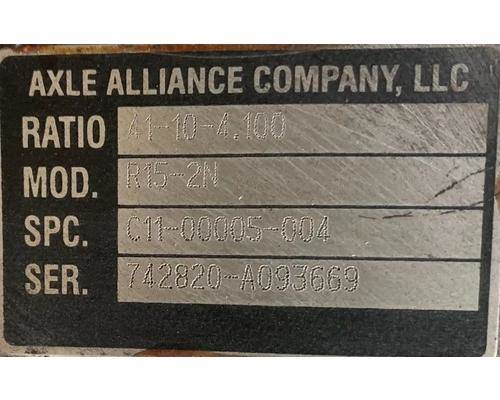 AXLE ALLIANCE COMPANY, LLC
RATIO 41-10-4.100
MOD. R15-2N
SPC. C11-00005-004
SER. 742820-A093669